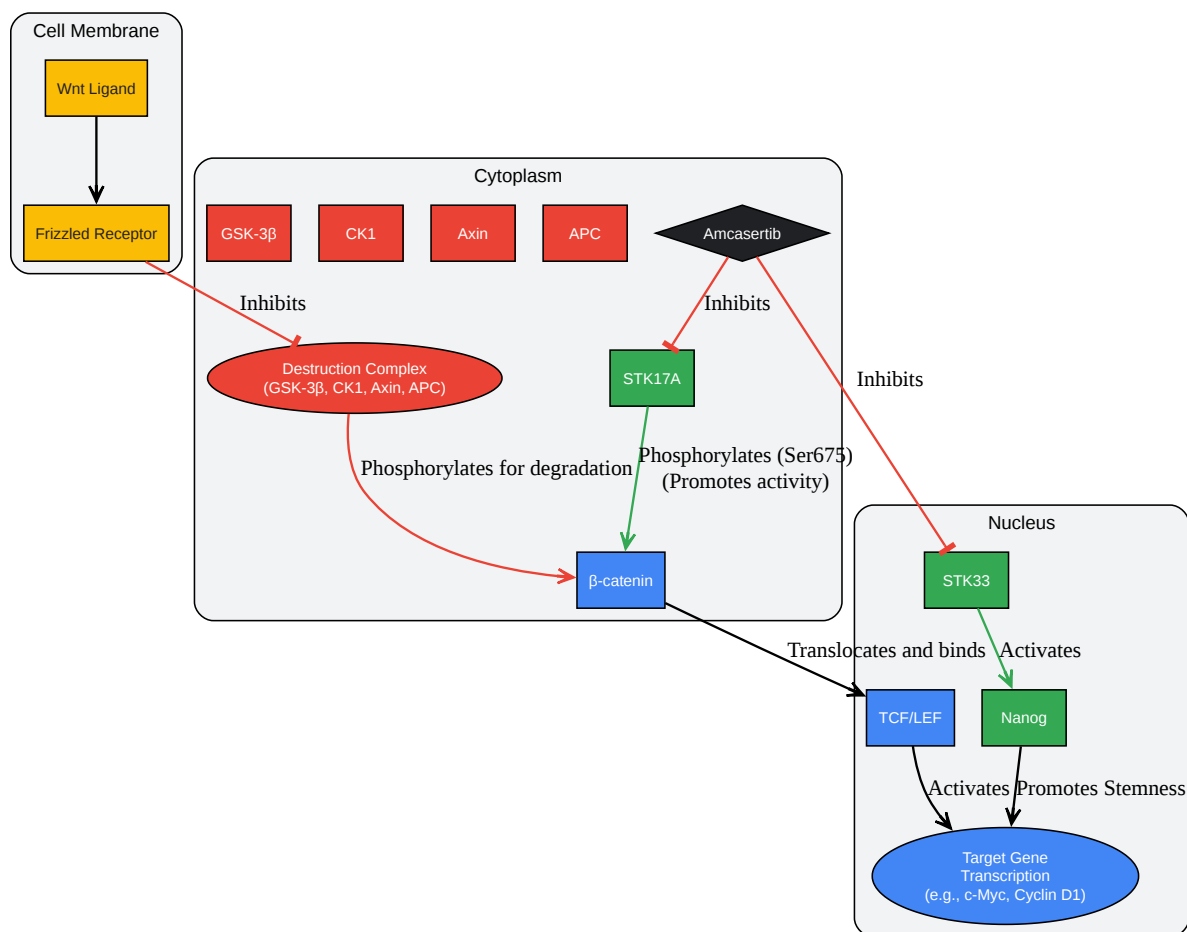 Cell Membrane
Wnt Ligand
Frizzled Receptor
Cytoplasm
GSK-3β
CK1
Axin
APC
Amcasertib
Inhibits
Inhibits
Destruction Complex
(GSK-3β, CK1, Axin, APC)
STK17A
Inhibits
Phosphorylates for degradation
Phosphorylates (Ser675)
(Promotes activity)
β-catenin
Nucleus
STK33
Translocates and binds
Activates
TCF/LEF
Nanog
Activates
Promotes Stemness
Target Gene
Transcription
(e.g., c-Myc, Cyclin D1)